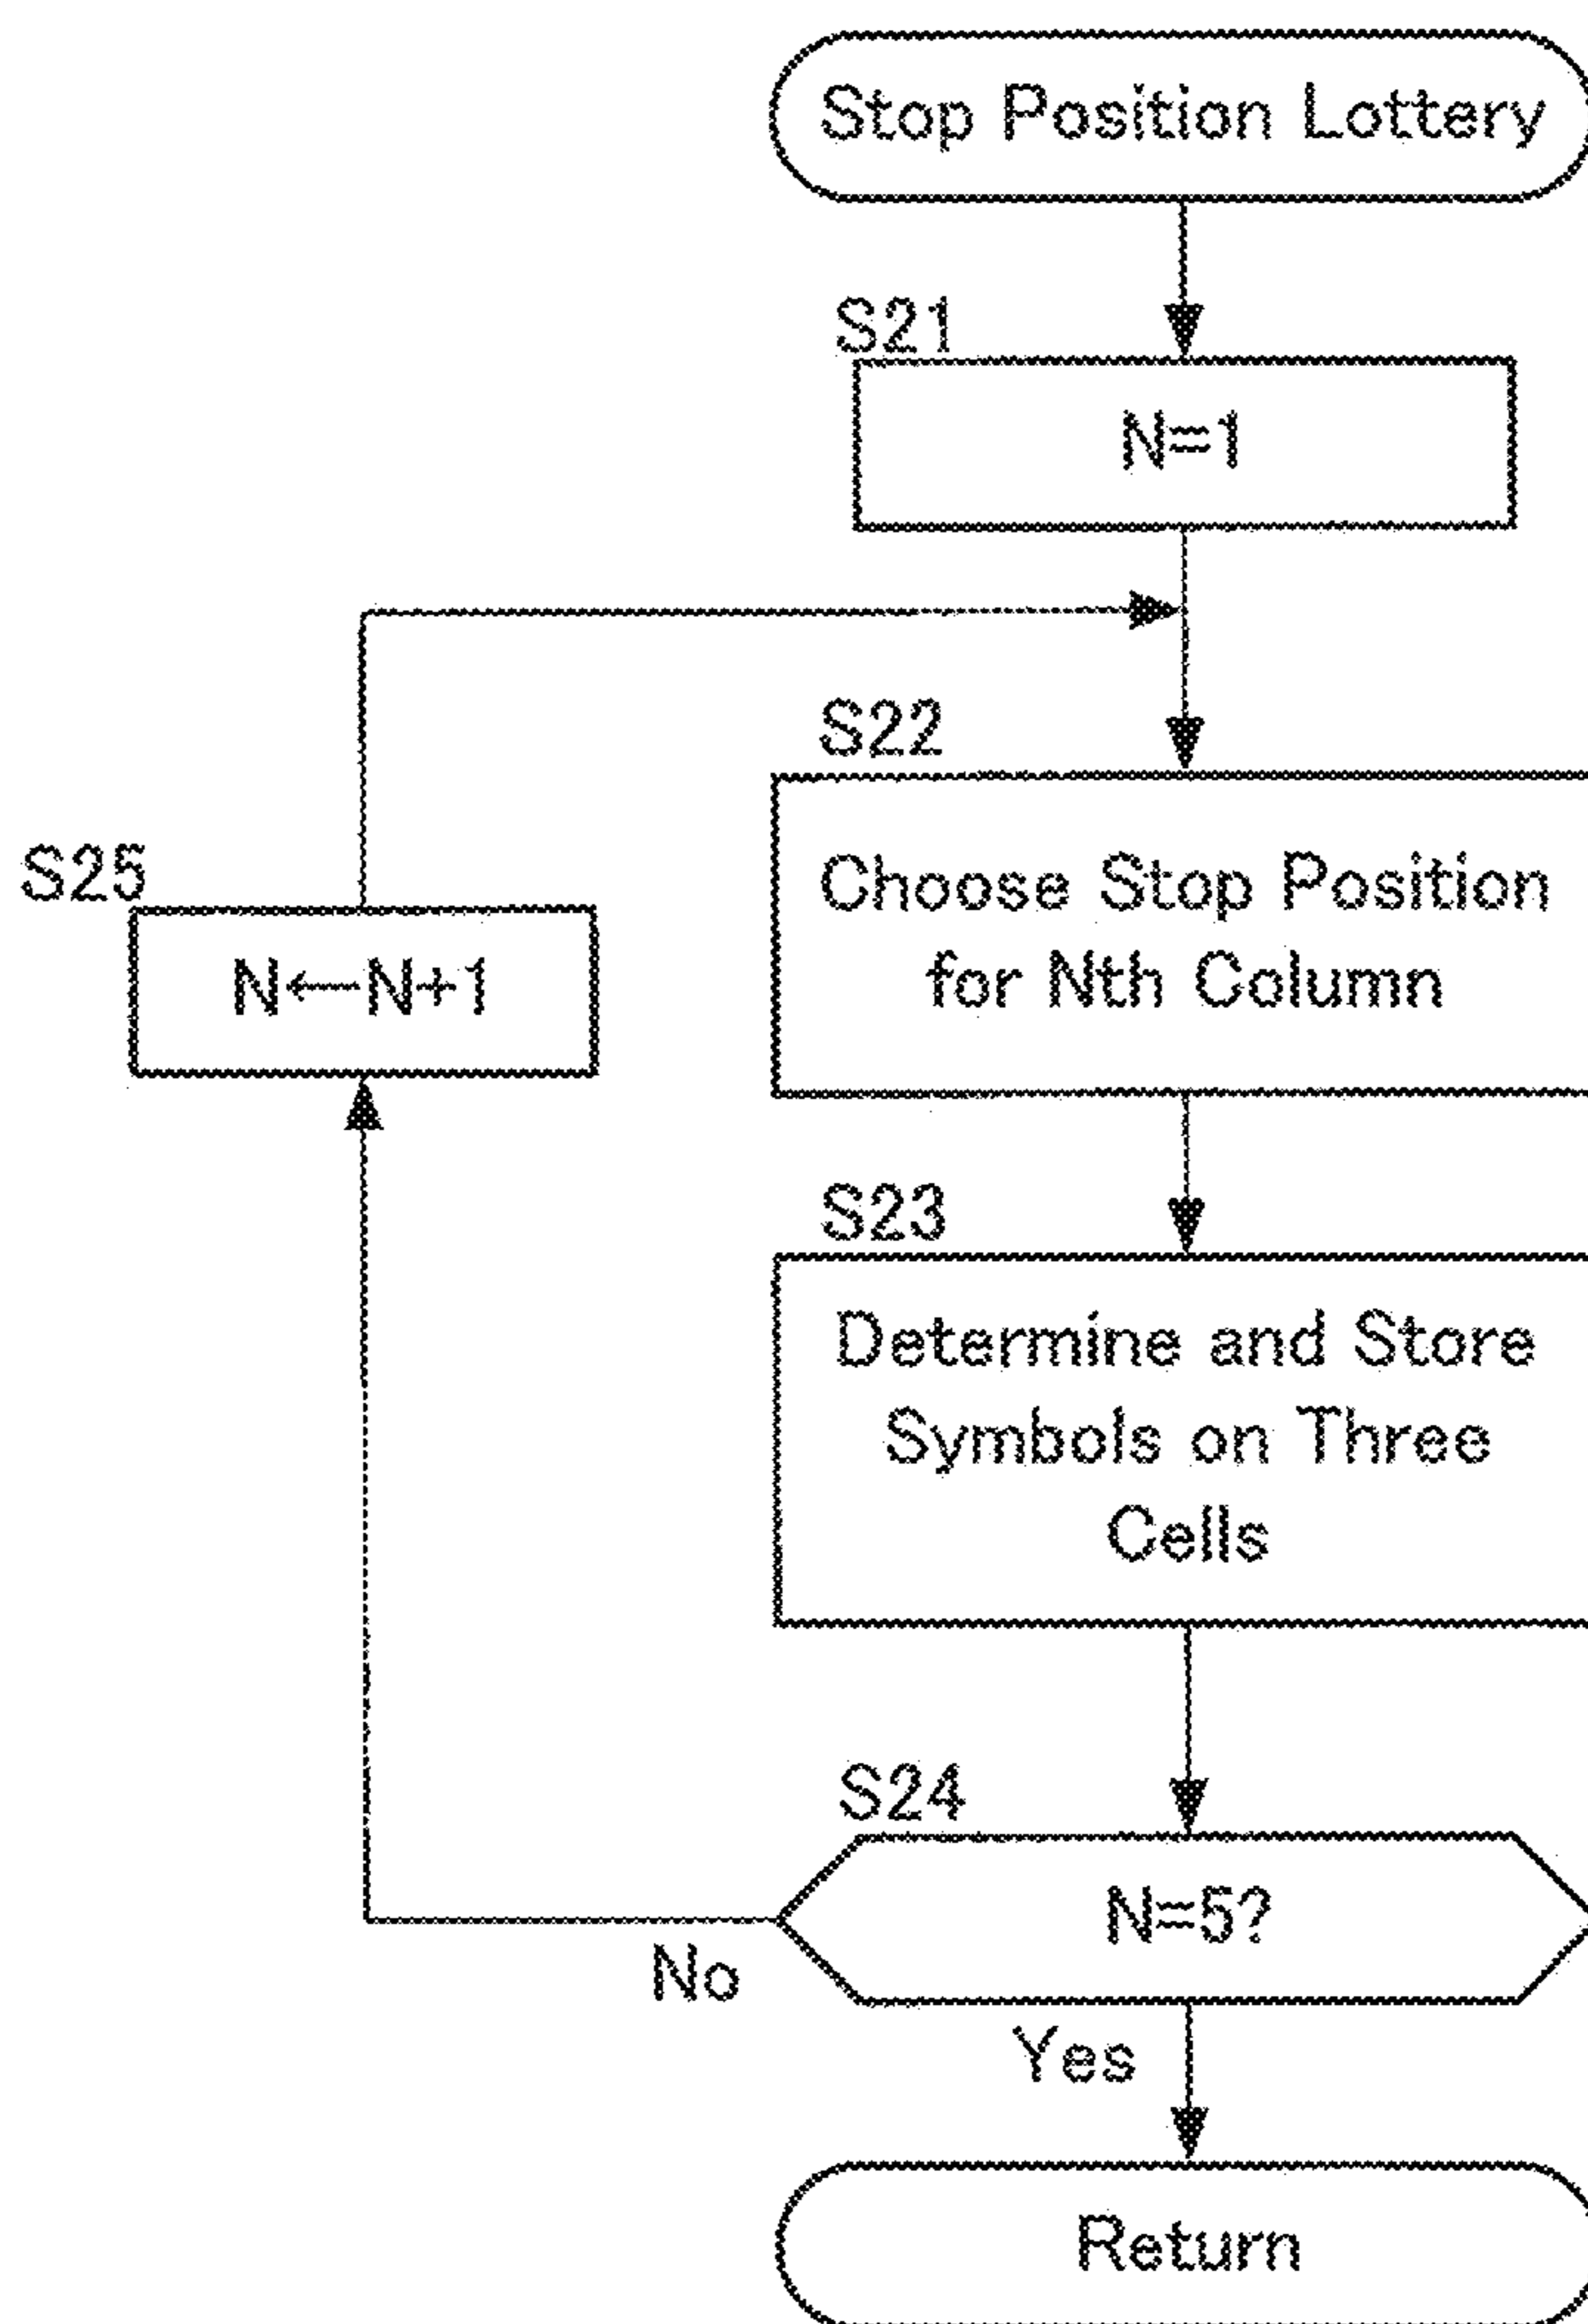 Stop Position Lottery
S21
N=1
S22
Choose Stop Position
for Nth Column
S25
N←N+1
S23
Determine and Store
Symbols on Three
Cells
S24
N=5?
No
Yes
Return